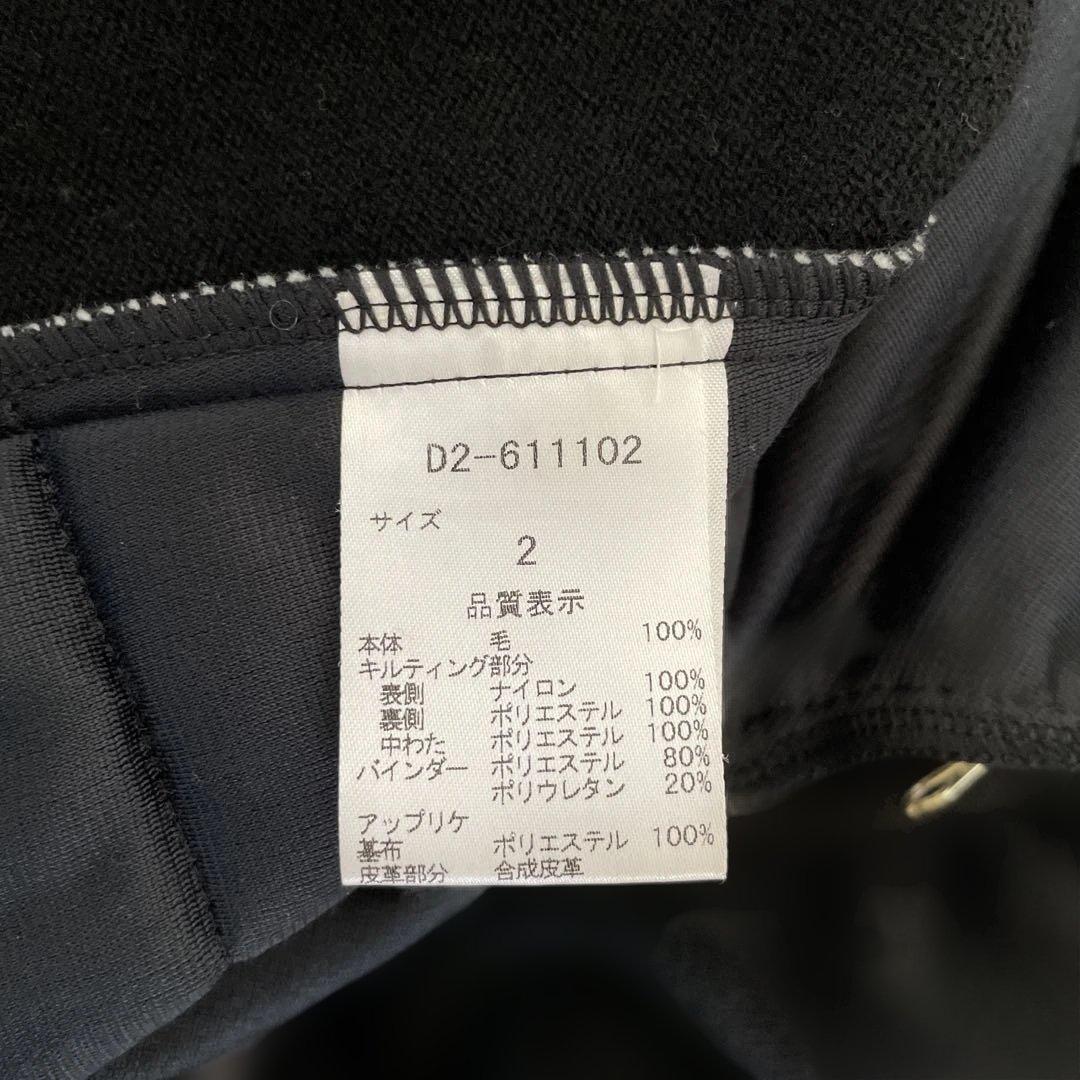 D2-611102
サイズ
2
品質表示
本体 毛 100%
キルティング部分
表側 ナイロン 100%
裏側 ポリエステル 100%
中わた ポリエステル 100%
バインダー ポリエステル 80%
ポリウレタン 20%
アップリケ
基布 ポリエステル 100%
皮革部分 合成皮革